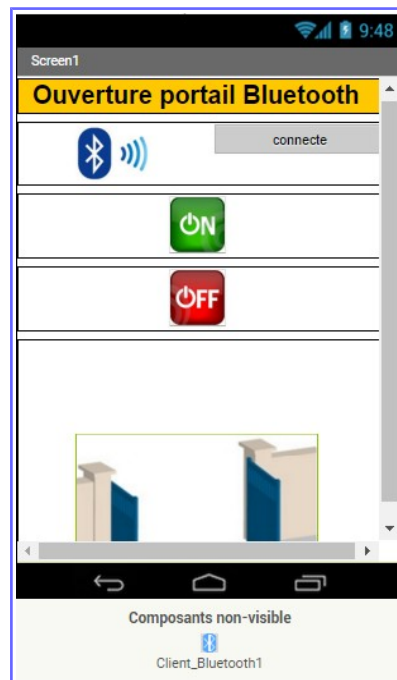 9:48
Screen1
Ouverture portail Bluetooth
connecte
ON
OFF
Composants non-visible
Client_Bluetooth1